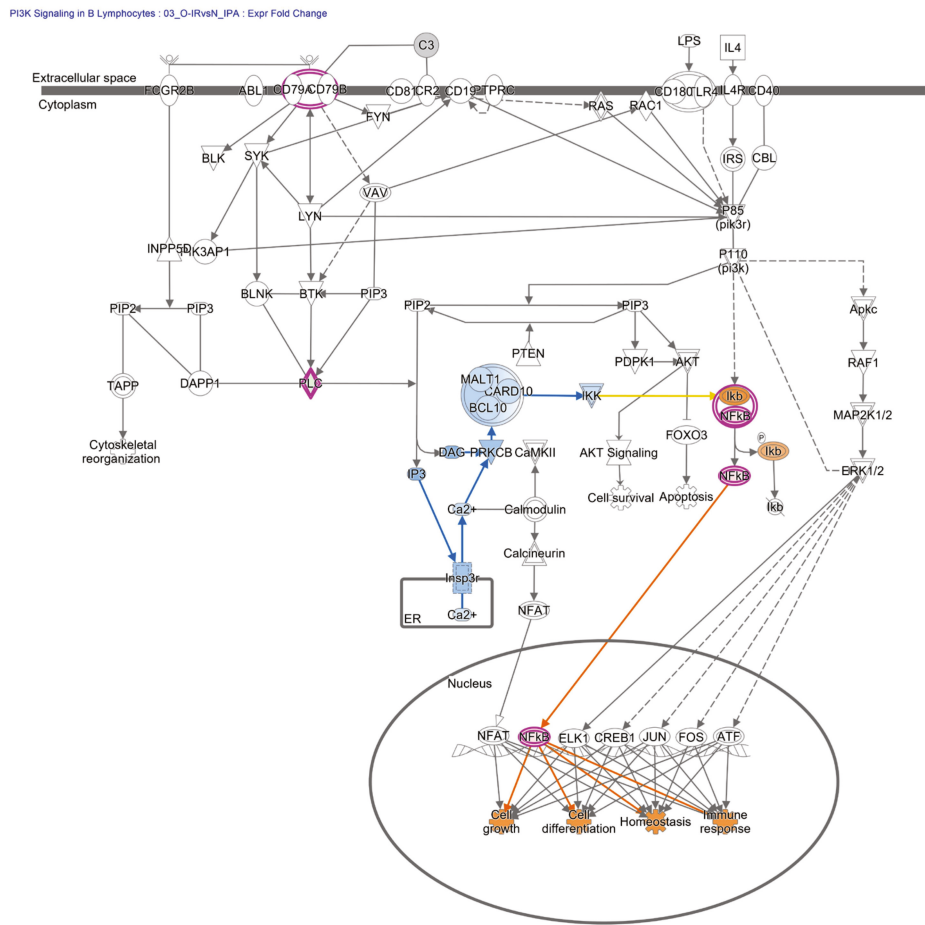 PI3K Signaling in B Lymphocytes : 03_O-IRvsN_IPA : Expr Fold Change
C3
LPS
IL4
Extracellular space
FCGR2B
ABL1
CD79A
CD79B
CD81
CR2
CD19
PTPRC
CD180
TLR4
IL4R
CD40
Cytoplasm
RAS
RAC1
FYN
BLK
SYK
IRS
CBL
VAV
LYN
P85
(pik3r)
INPP5D
PIK3AP1
P110
(pi3k)
BLNK
BTK
PIP3
PIP2
PIP3
PIP2
PIP3
Apkc
PTEN
PDPK1
AKT
RAF1
TAPP
DAPP1
PLC
MALT1
CARD10
BCL10
IKK
Ikb
NFkB
MAP2K1/2
FOXO3
P
Cytoskeletal
reorganization
DAG
PRKCB
CaMKII
AKT Signaling
Ikb
IP3
NFkB
ERK1/2
Cell survival
Apoptosis
Ca2+
Calmodulin
Ikb
Calcineurin
Insp3r
ER
Ca2+
NFAT
Nucleus
NFAT
NFkB
ELK1
CREB1
JUN
FOS
ATF
Cell
growth
Cell
differentiation
Homeostasis
Immune
response